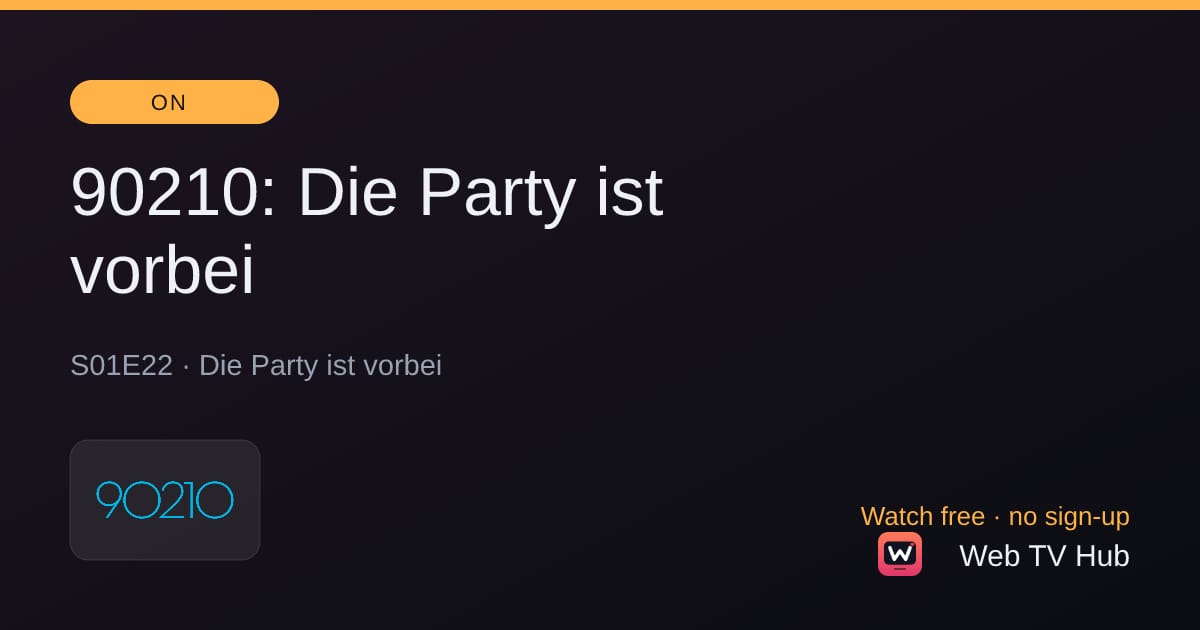 ON
90210: Die Party ist
vorbei
S01E22 · Die Party ist vorbei
90210
Watch free · no sign-up
W
Web TV Hub